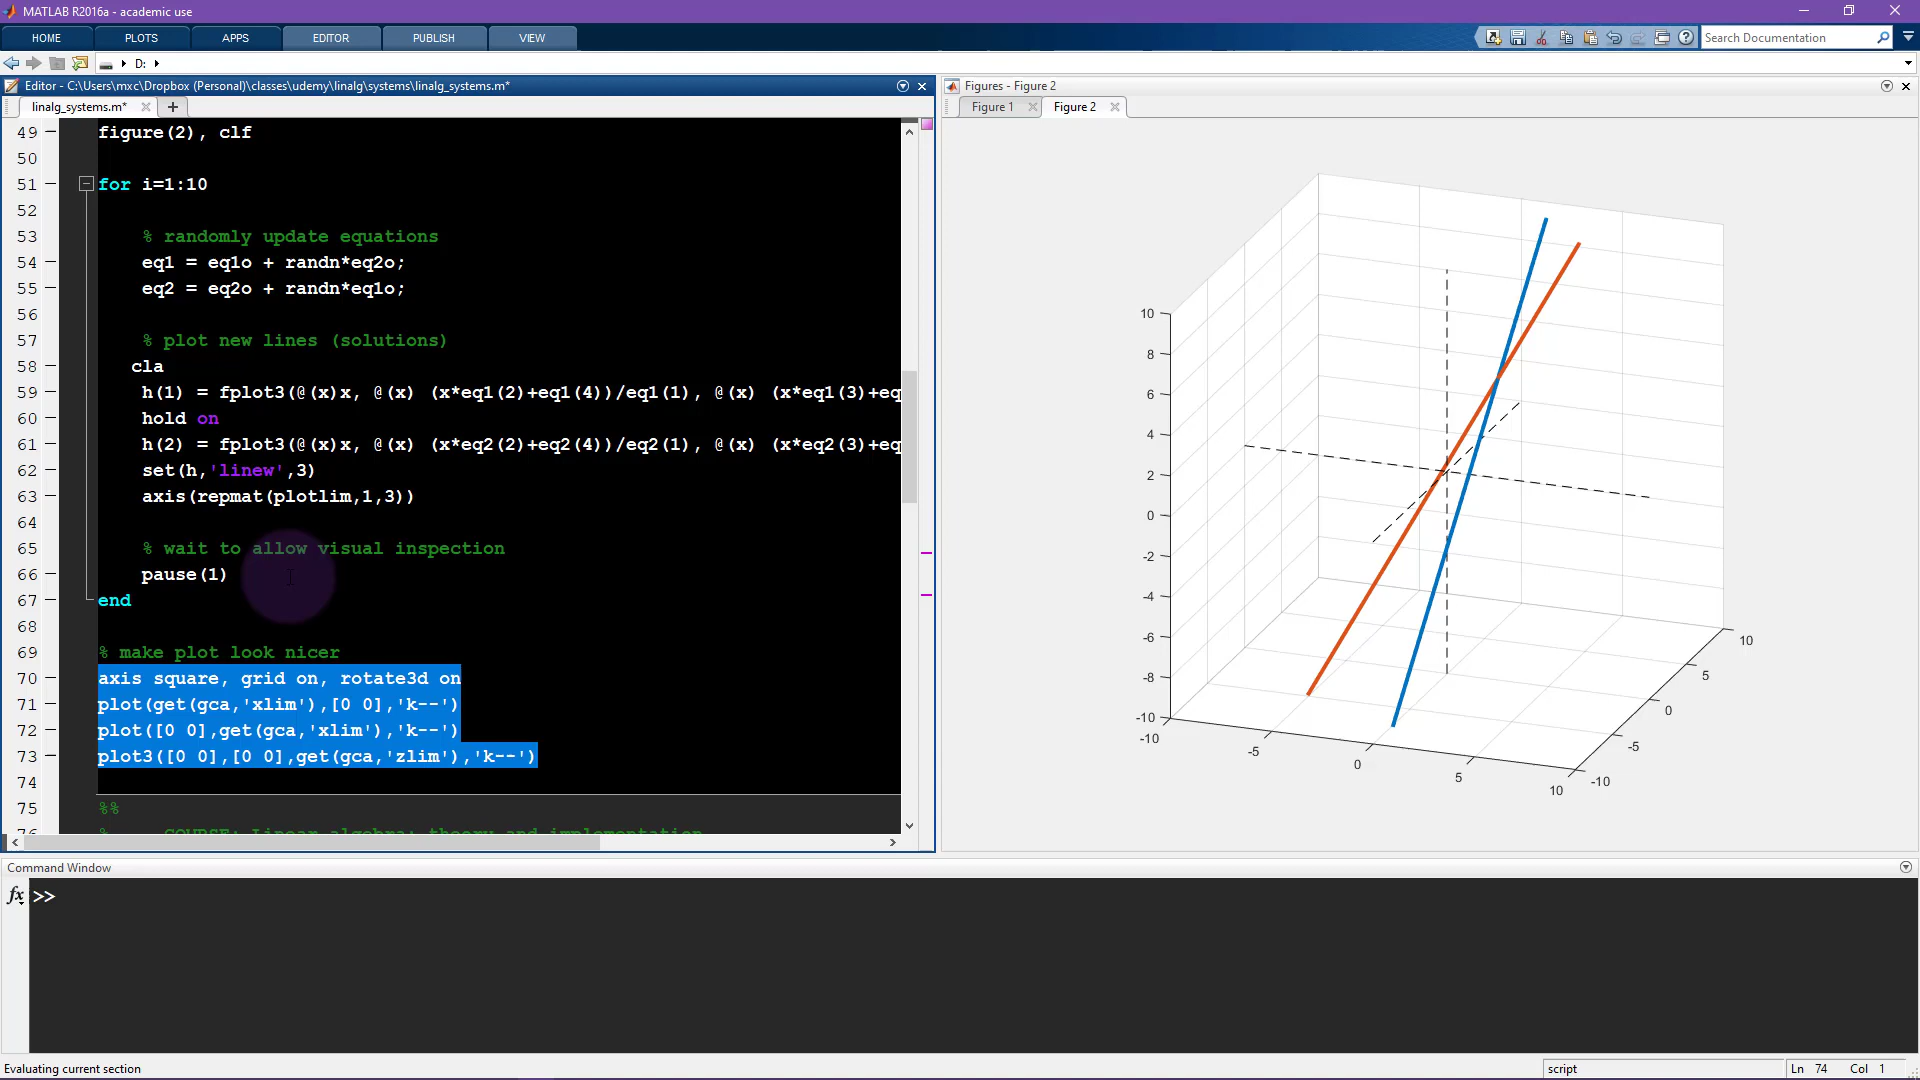 MATLAB R2016a - academic use
HOME PLOTS APPS EDITOR PUBLISH VIEW
Search Documentation
D:
Editor - C:\Users\mxc\Dropbox (Personal)\classes\udemy\linalg\systems\linalg_systems.m*
linalg_systems.m*
49 figure(2), clf
50
51 for i=1:10
52
53 % randomly update equations
54 eq1 = eq1o + randn*eq2o;
55 eq2 = eq2o + randn*eq1o;
56
57 % plot new lines (solutions)
58 cla
59 h(1) = fplot3(@(x)x, @(x) (x*eq1(2)+eq1(4))/eq1(1), @(x) (x*eq1(3)+eq
60 hold on
61 h(2) = fplot3(@(x)x, @(x) (x*eq2(2)+eq2(4))/eq2(1), @(x) (x*eq2(3)+eq
62 set(h,'linew',3)
63 axis(repmat(plotlim,1,3))
64
65 % wait to allow visual inspection
66 pause(1)
67 end
68
69 % make plot look nicer
70 axis square, grid on, rotate3d on
71 plot(get(gca,'xlim'),[0 0],'k--')
72 plot([0 0],get(gca,'xlim'),'k--')
73 plot3([0 0],[0 0],get(gca,'zlim'),'k--')
74
75 %%
76 % COURSE: Linear algebra: theory and implementation
Figures - Figure 2
Figure 1 Figure 2
10
8
6
4
2
0
-2
-4
-6
-8
-10
-10
-5
0
5
10
-10
-5
0
5
10
Command Window
fx >>
Evaluating current section
script
Ln 74 Col 1